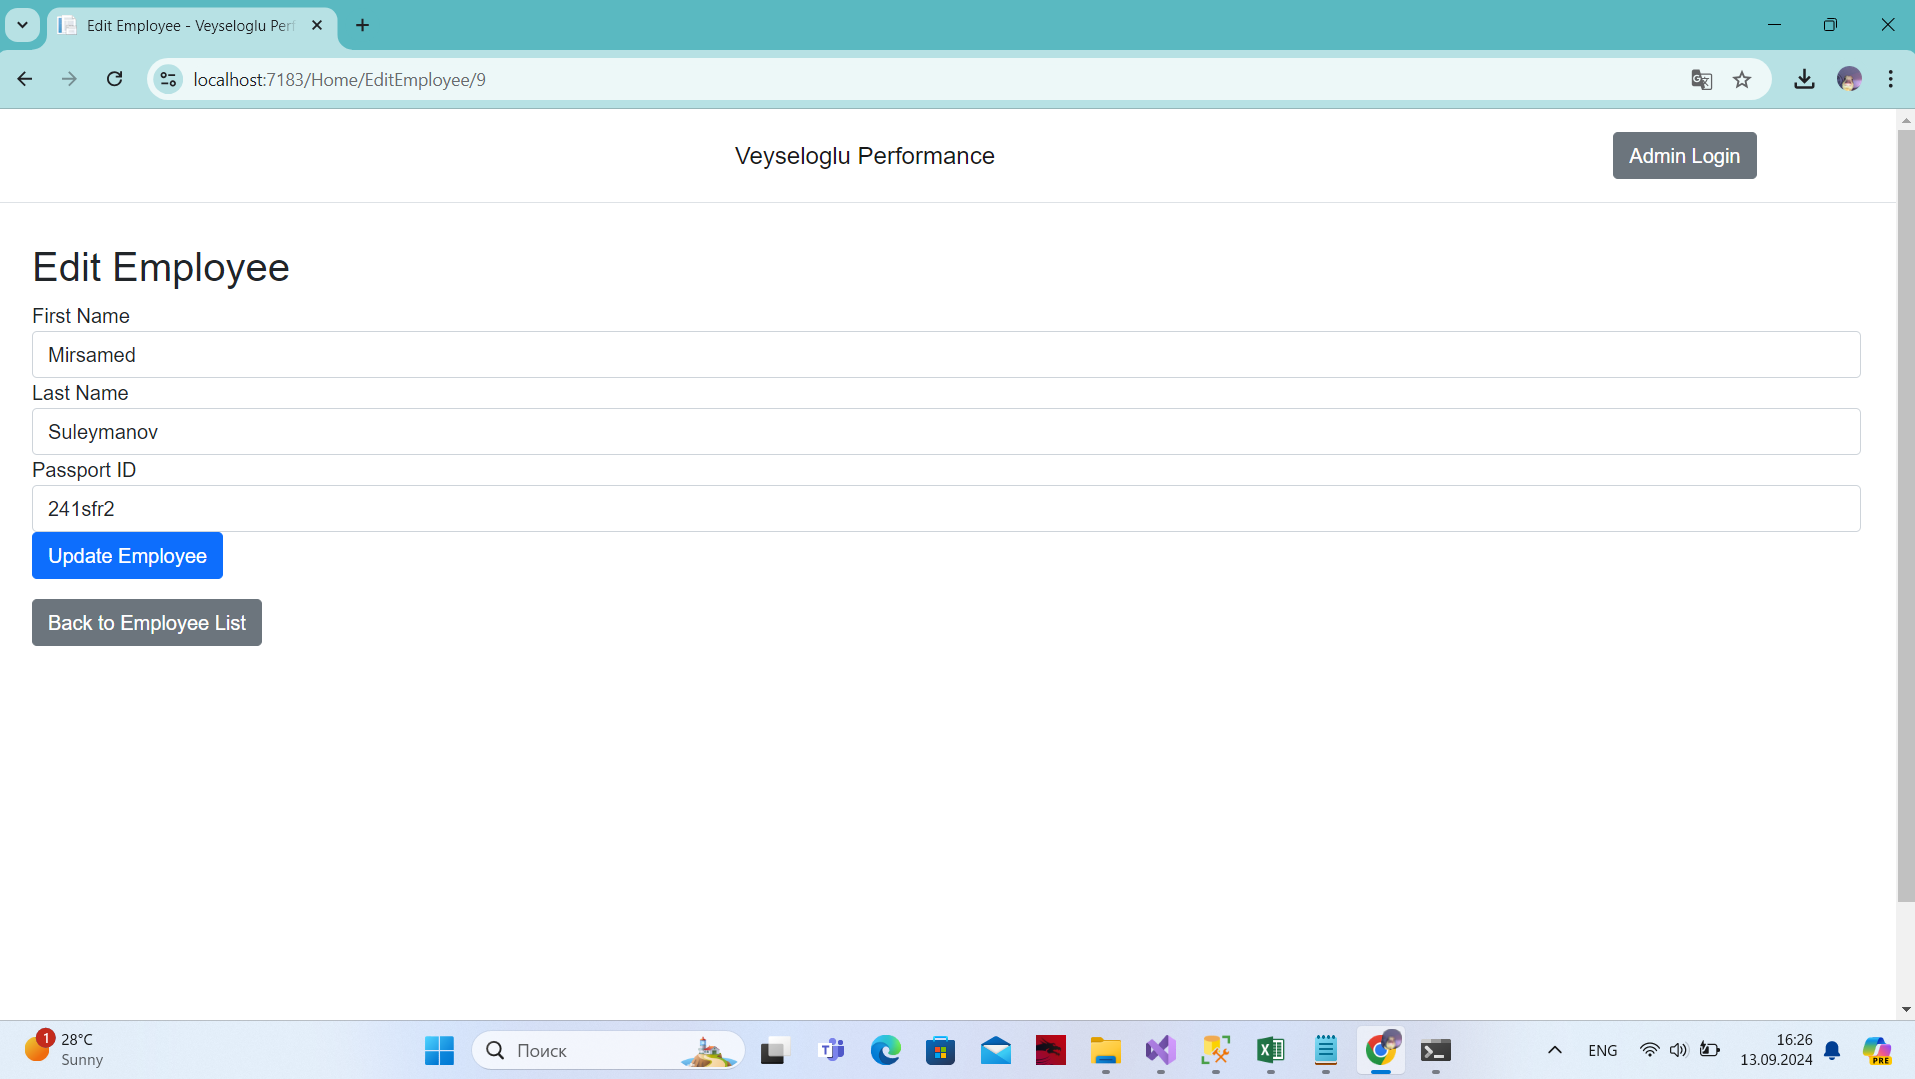 Edit Employee - Veyseloglu Perf
localhost:7183/Home/EditEmployee/9
Veyseloglu Performance
Admin Login
Edit Employee
First Name
Mirsamed
Last Name
Suleymanov
Passport ID
241sfr2
Update Employee
Back to Employee List
1
28°C
Sunny
Поиск
ENG
16:26
13.09.2024
PRE